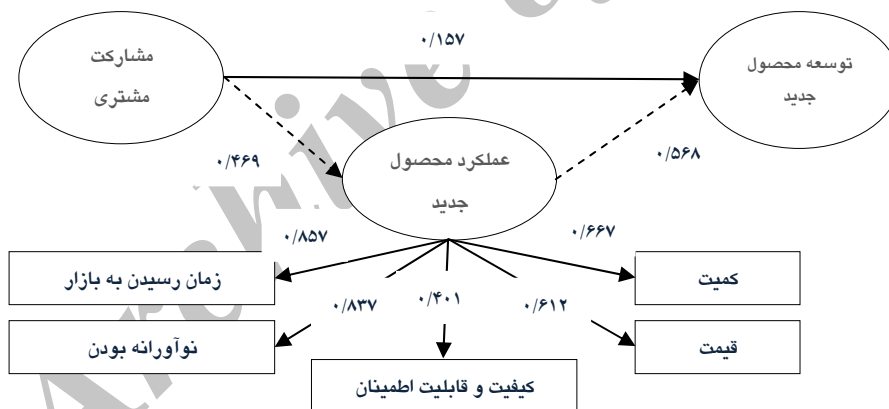 ۰/۱۵۷
مشارکت
مشتری
توسعه محصول
جدید
۰/۴۶۹
عملکرد محصول
جدید
۰/۵۶۸
۰/۸۵۷
۰/۶۶۷
زمان رسیدن به بازار
کمیت
۰/۸۳۷
۰/۴۰۱
۰/۶۱۲
نوآورانه بودن
قیمت
کیفیت و قابلیت اطمینان
Archive